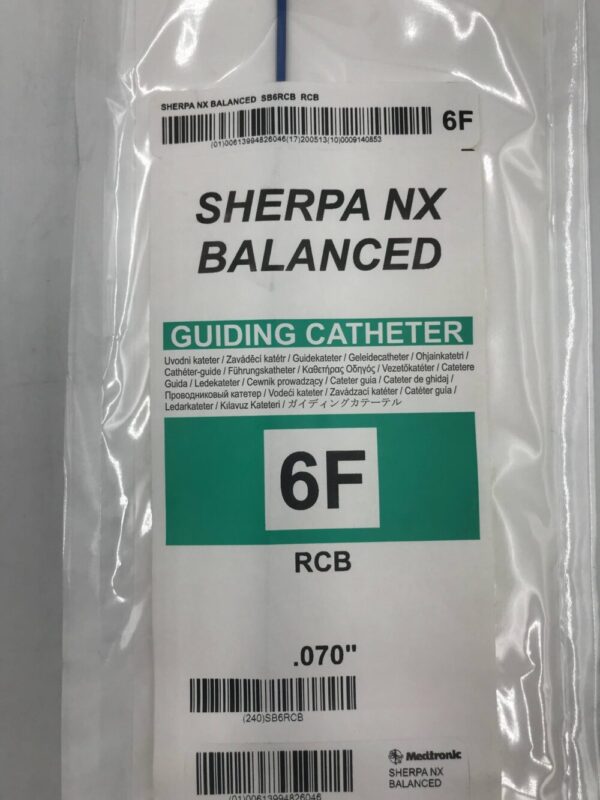 SHERPA NX BALANCED SB6RCB RCB
6F
(01)00613994826046(17)200513(10)0009140853
SHERPA NX
BALANCED
GUIDING CATHETER
Uvodni kateter / Zaváděcí katétr / Guidekateter / Geleidecatheter / Ohjainkatetri /
Cathéter-guide / Führungskatheter / Καθετήρας Οδηγός / Vezetőkatéter / Catetere
Guida / Ledekateter / Cewnik prowadzący / Cateter guia / Cateter de ghidaj /
Проводниковый катетер / Vodeći kateter / Zavádzací katéter / Catéter guía /
Ledarkateter / Kılavuz Kateteri / ガイディングカテーテル
6F
RCB
.070"
(240)SB6RCB
Medtronic
SHERPA NX
BALANCED
(01)00613994826046